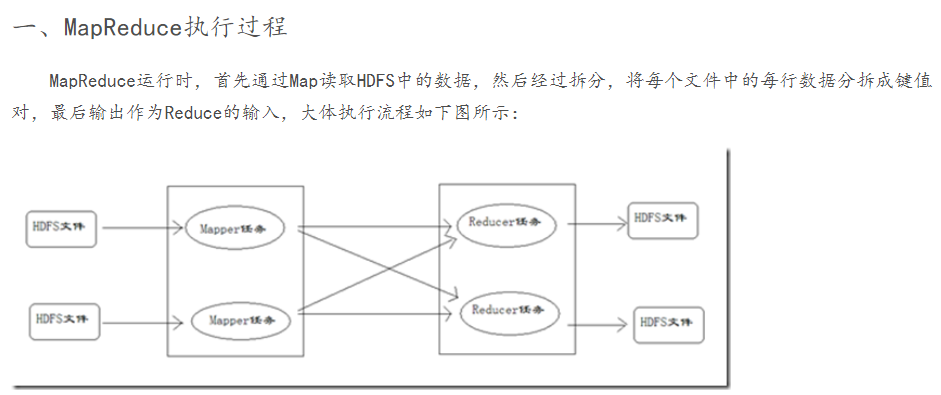 一、MapReduce执行过程
MapReduce运行时，首先通过Map读取HDFS中的数据，然后经过拆分，将每个文件中的每行数据分拆成键值
对，最后输出作为Reduce的输入，大体执行流程如下图所示：
HDFS文件
Mapper任务
Reducer任务
HDFS文件
HDFS文件
Mapper任务
Reducer任务
HDFS文件